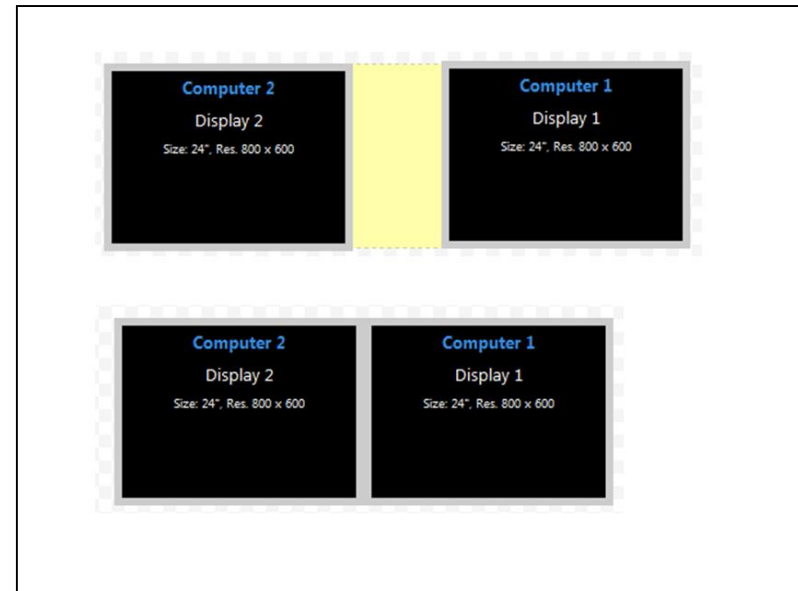 Computer 2
Display 2
Size: 24", Res. 800 x 600
Computer 1
Display 1
Size: 24", Res. 800 x 600
Computer 2
Display 2
Size: 24", Res. 800 x 600
Computer 1
Display 1
Size: 24", Res. 800 x 600